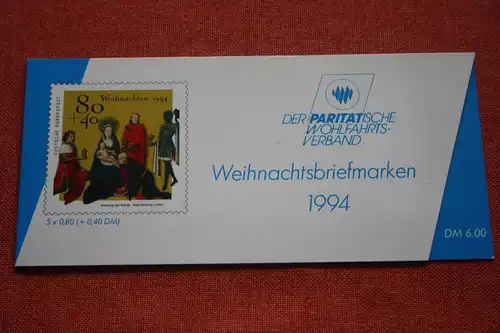 80
+40
Weihnachten 1994
DEUTSCHE BUNDESPOST
5 x 0,80 (+ 0,40 DM)
DER PARITÄTISCHE
WOHLFAHRTS-
VERBAND
Weihnachtsbriefmarken
1994
DM 6.00